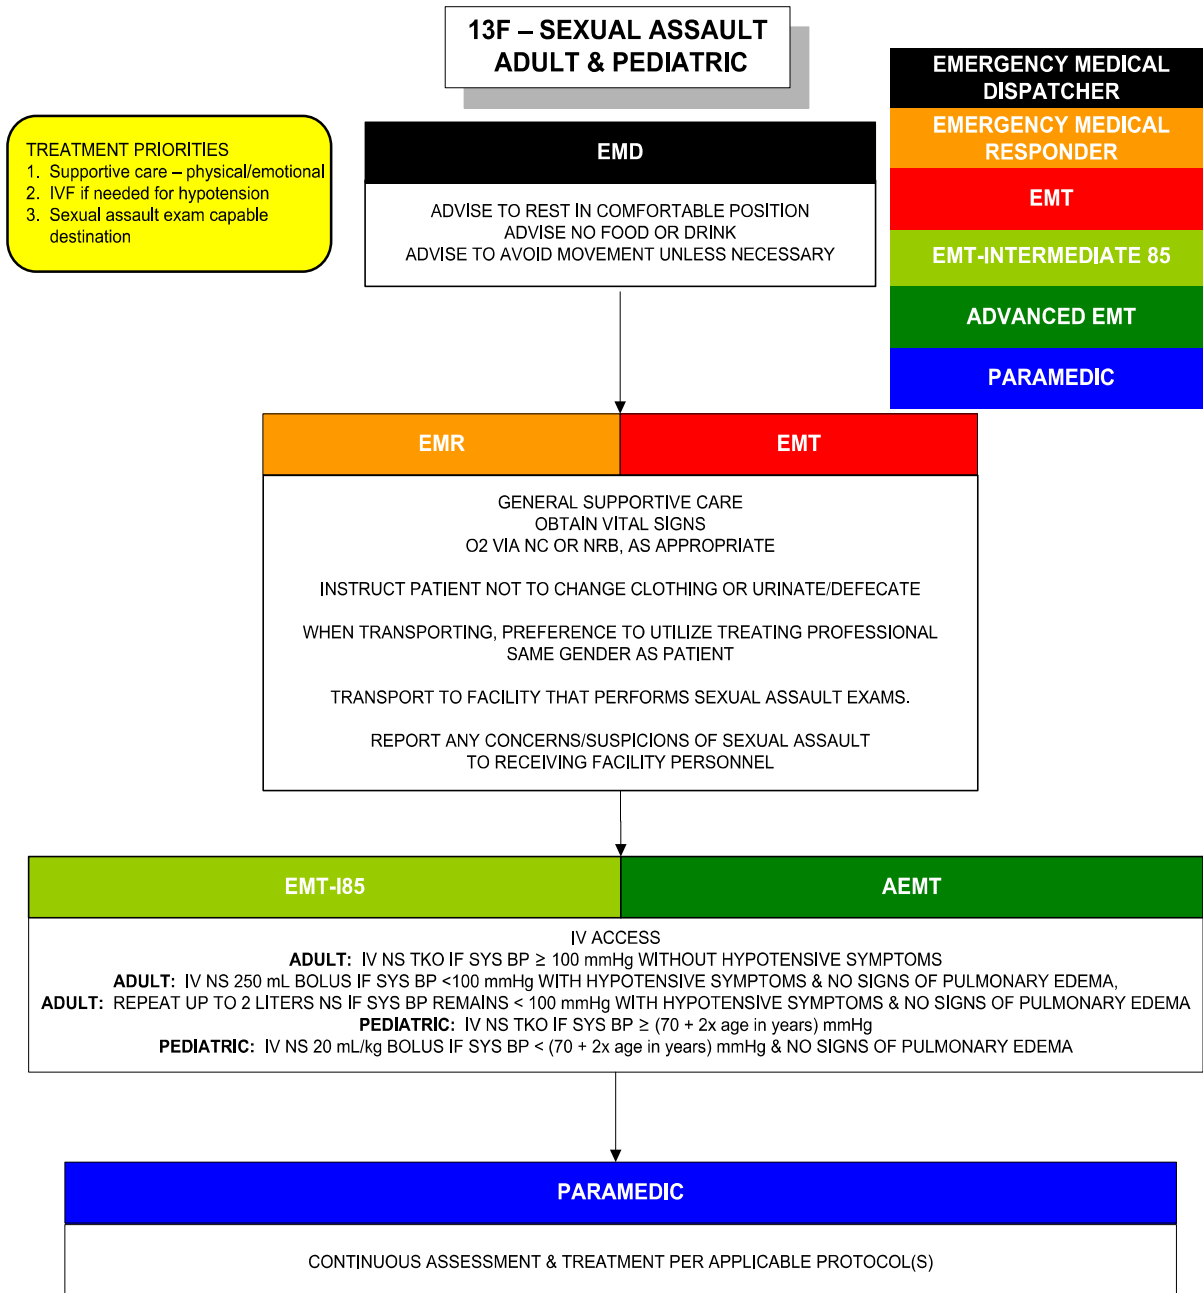 13F – SEXUAL ASSAULT
ADULT & PEDIATRIC
EMERGENCY MEDICAL
DISPATCHER
EMERGENCY MEDICAL
RESPONDER
EMT
EMT-INTERMEDIATE 85
ADVANCED EMT
PARAMEDIC
TREATMENT PRIORITIES
1. Supportive care – physical/emotional
2. IVF if needed for hypotension
3. Sexual assault exam capable
destination
EMD
ADVISE TO REST IN COMFORTABLE POSITION
ADVISE NO FOOD OR DRINK
ADVISE TO AVOID MOVEMENT UNLESS NECESSARY
EMR
EMT
GENERAL SUPPORTIVE CARE
OBTAIN VITAL SIGNS
O2 VIA NC OR NRB, AS APPROPRIATE
INSTRUCT PATIENT NOT TO CHANGE CLOTHING OR URINATE/DEFECATE
WHEN TRANSPORTING, PREFERENCE TO UTILIZE TREATING PROFESSIONAL
SAME GENDER AS PATIENT
TRANSPORT TO FACILITY THAT PERFORMS SEXUAL ASSAULT EXAMS.
REPORT ANY CONCERNS/SUSPICIONS OF SEXUAL ASSAULT
TO RECEIVING FACILITY PERSONNEL
EMT-I85
AEMT
IV ACCESS
ADULT: IV NS TKO IF SYS BP ≥ 100 mmHg WITHOUT HYPOTENSIVE SYMPTOMS
ADULT: IV NS 250 mL BOLUS IF SYS BP <100 mmHg WITH HYPOTENSIVE SYMPTOMS & NO SIGNS OF PULMONARY EDEMA,
ADULT: REPEAT UP TO 2 LITERS NS IF SYS BP REMAINS < 100 mmHg WITH HYPOTENSIVE SYMPTOMS & NO SIGNS OF PULMONARY EDEMA
PEDIATRIC: IV NS TKO IF SYS BP ≥ (70 + 2x age in years) mmHg
PEDIATRIC: IV NS 20 mL/kg BOLUS IF SYS BP < (70 + 2x age in years) mmHg & NO SIGNS OF PULMONARY EDEMA
PARAMEDIC
CONTINUOUS ASSESSMENT & TREATMENT PER APPLICABLE PROTOCOL(S)